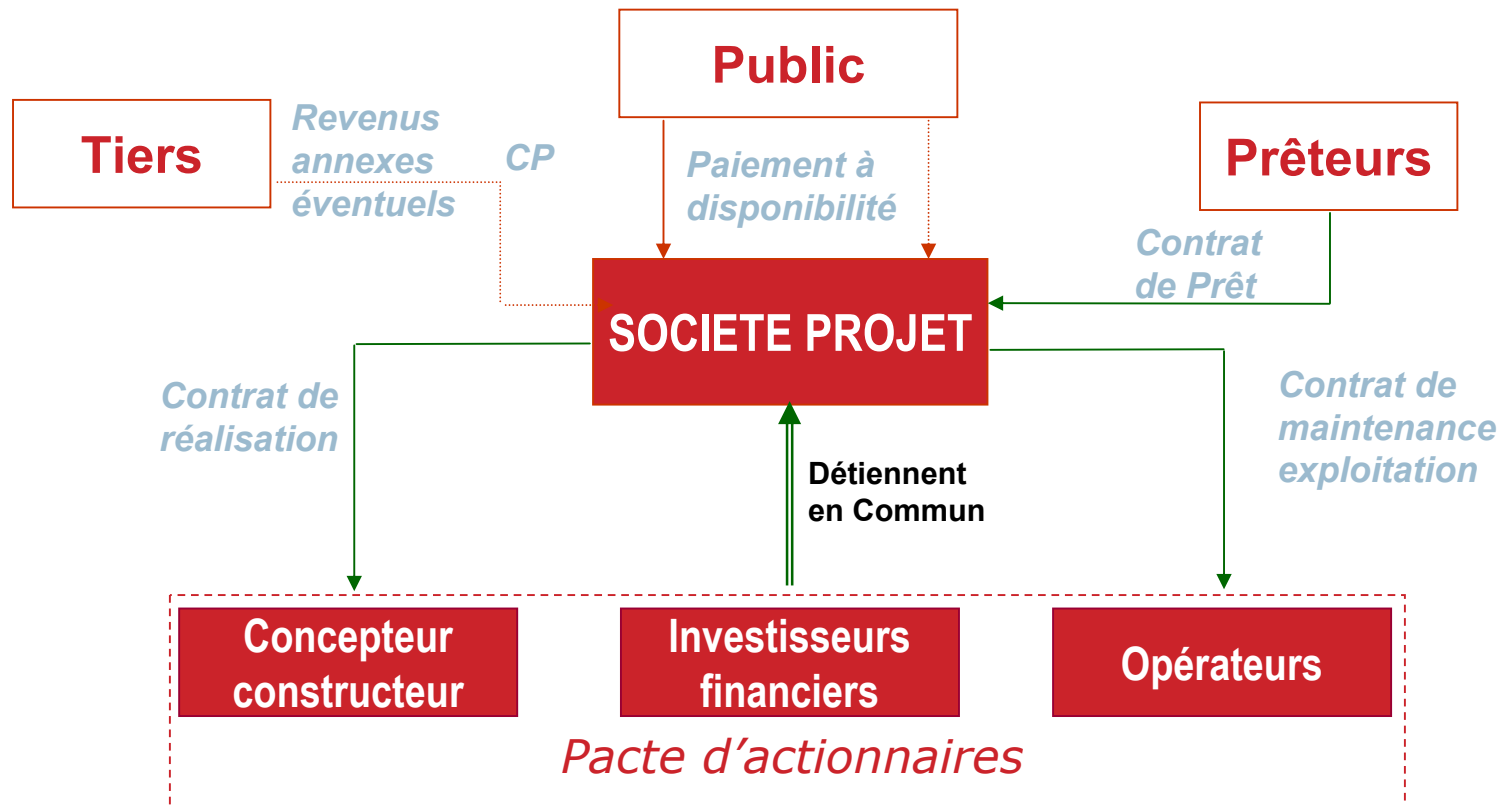 Public
Tiers
Revenus
annexes
éventuels
CP
Paiement à
disponibilité
Prêteurs
Contrat
de Prêt
SOCIETE PROJET
Contrat de
réalisation
Contrat de
maintenance
exploitation
Détiennent
en Commun
Concepteur
constructeur
Investisseurs
financiers
Opérateurs
Pacte d’actionnaires